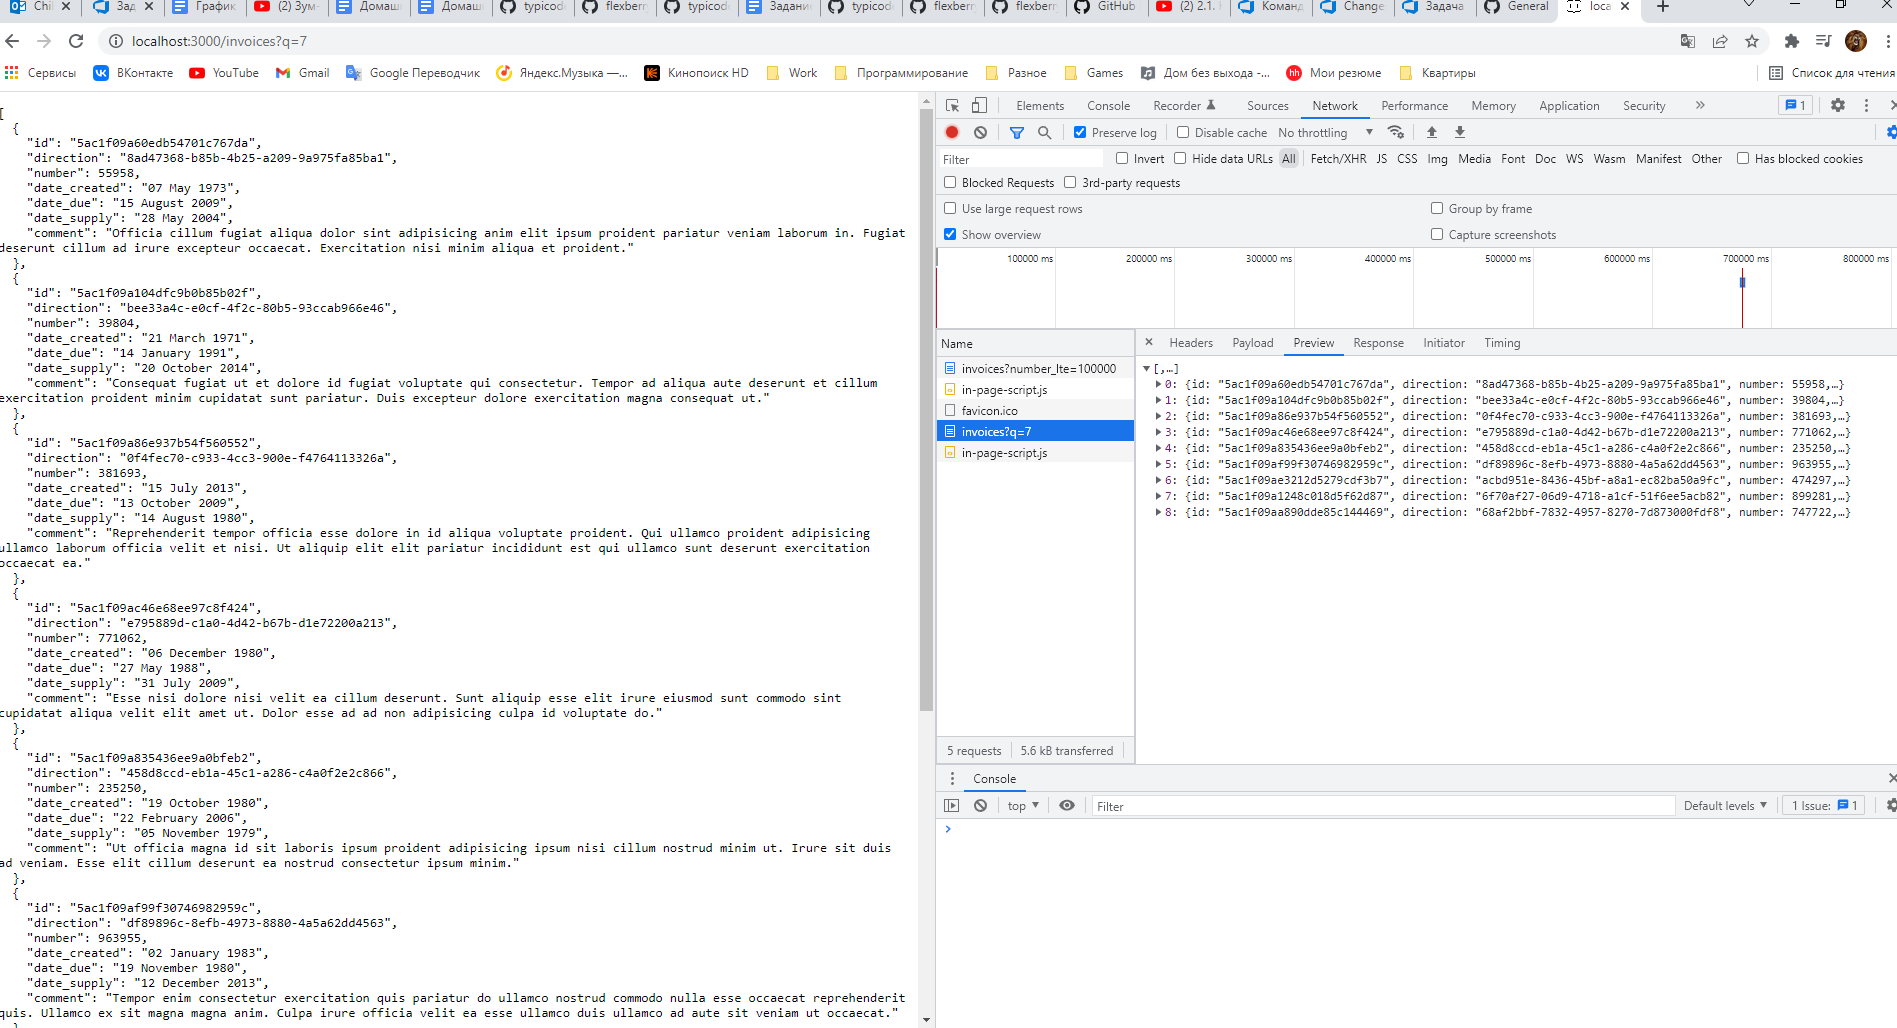 Chi
Зад
График
(2) Зум-
Домаш
Домаш
typicod
flexber
typicod
Задани
typicod
flexber
flexberr
GitHub
(2) 2.1. 
Команд
Change
Задача
General
loca
localhost:3000/invoices?q=7
Сервисы
ВКонтакте
YouTube
Gmail
Google Переводчик
Яндекс.Музыка —...
Кинопоиск HD
Work
Программирование
Разное
Games
Дом без выхода -...
hh Мои резюме
Квартиры
Список для чтения
[
{
"id": "5ac1f09a60edb54701c767da",
"direction": "8ad47368-b85b-4b25-a209-9a975fa85ba1",
"number": 55958,
"date_created": "07 May 1973",
"date_due": "15 August 2009",
"date_supply": "28 May 2004",
"comment": "Officia cillum fugiat aliqua dolor sint adipisicing anim elit ipsum proident pariatur veniam laborum in. Fugiat
deserunt cillum ad irure excepteur occaecat. Exercitation nisi minim aliqua et proident."
},
{
"id": "5ac1f09a104dfc9b0b85b02f",
"direction": "bee33a4c-e0cf-4f2c-80b5-93ccab966e46",
"number": 39804,
"date_created": "21 March 1971",
"date_due": "14 January 1991",
"date_supply": "20 October 2014",
"comment": "Consequat fugiat ut et dolore id fugiat voluptate qui consectetur. Tempor ad aliqua aute deserunt et cillum
exercitation proident minim cupidatat sunt pariatur. Duis excepteur dolore exercitation magna consequat ut."
},
{
"id": "5ac1f09a86e937b54f560552",
"direction": "0f4fec70-c933-4cc3-900e-f4764113326a",
"number": 381693,
"date_created": "15 July 2013",
"date_due": "13 October 2009",
"date_supply": "14 August 1980",
"comment": "Reprehenderit tempor officia esse dolore in id aliqua voluptate proident. Qui ullamco proident adipisicing
ullamco laborum officia velit et nisi. Ut aliquip elit elit pariatur incididunt est qui ullamco sunt deserunt exercitation
occaecat ea."
},
{
"id": "5ac1f09ac46e68ee97c8f424",
"direction": "e795889d-c1a0-4d42-b67b-d1e72200a213",
"number": 771062,
"date_created": "06 December 1980",
"date_due": "27 May 1988",
"date_supply": "31 July 2009",
"comment": "Esse nisi dolore nisi velit ea cillum deserunt. Sunt aliquip esse elit irure eiusmod sunt commodo sint
cupidatat aliqua velit elit amet ut. Dolor esse ad ad non adipisicing culpa id voluptate do."
},
{
"id": "5ac1f09a835436ee9a0bfeb2",
"direction": "458d8ccd-eb1a-45c1-a286-c4a0f2e2c866",
"number": 235250,
"date_created": "19 October 1980",
"date_due": "22 February 2006",
"date_supply": "05 November 1979",
"comment": "Ut officia magna id sit laboris ipsum proident adipisicing ipsum nisi cillum nostrud minim ut. Irure sit duis
ad veniam. Esse elit cillum deserunt ea nostrud consectetur ipsum minim."
},
{
"id": "5ac1f09af99f30746982959c",
"direction": "df89896c-8efb-4973-8880-4a5a62dd4563",
"number": 963955,
"date_created": "02 January 1983",
"date_due": "19 November 1980",
"date_supply": "12 December 2013",
"comment": "Tempor enim consectetur exercitation quis pariatur do ullamco nostrud commodo nulla esse occaecat reprehenderit
quis. Ullamco ex sit magna magna anim. Culpa irure officia velit ea esse ullamco duis ullamco ad aute sit veniam ut occaecat."
Elements Console Recorder Sources Network Performance Memory Application Security » 1
Preserve log Disable cache No throttling
Filter Invert Hide data URLs All Fetch/XHR JS CSS Img Media Font Doc WS Wasm Manifest Other Has blocked cookies
Blocked Requests 3rd-party requests
Use large request rows Group by frame
Show overview Capture screenshots
100000 ms 200000 ms 300000 ms 400000 ms 500000 ms 600000 ms 700000 ms 800000 ms
Name
invoices?number_lte=100000
in-page-script.js
favicon.ico
invoices?q=7
in-page-script.js
5 requests 5.6 kB transferred
Headers Payload Preview Response Initiator Timing
[,…]
0: {id: "5ac1f09a60edb54701c767da", direction: "8ad47368-b85b-4b25-a209-9a975fa85ba1", number: 55958,…}
1: {id: "5ac1f09a104dfc9b0b85b02f", direction: "bee33a4c-e0cf-4f2c-80b5-93ccab966e46", number: 39804,…}
2: {id: "5ac1f09a86e937b54f560552", direction: "0f4fec70-c933-4cc3-900e-f4764113326a", number: 381693,…}
3: {id: "5ac1f09ac46e68ee97c8f424", direction: "e795889d-c1a0-4d42-b67b-d1e72200a213", number: 771062,…}
4: {id: "5ac1f09a835436ee9a0bfeb2", direction: "458d8ccd-eb1a-45c1-a286-c4a0f2e2c866", number: 235250,…}
5: {id: "5ac1f09af99f30746982959c", direction: "df89896c-8efb-4973-8880-4a5a62dd4563", number: 963955,…}
6: {id: "5ac1f09ae3212d5279cdf3b7", direction: "acbd951e-8436-45bf-a8a1-ec82ba50a9fc", number: 474297,…}
7: {id: "5ac1f09a1248c018d5f62d87", direction: "6f70af27-06d9-4718-a1cf-51f6ee5acb82", number: 899281,…}
8: {id: "5ac1f09aa890dde85c144469", direction: "68af2bbf-7832-4957-8270-7d873000fdf8", number: 747722,…}
Console
top Filter Default levels 1 Issue: 1